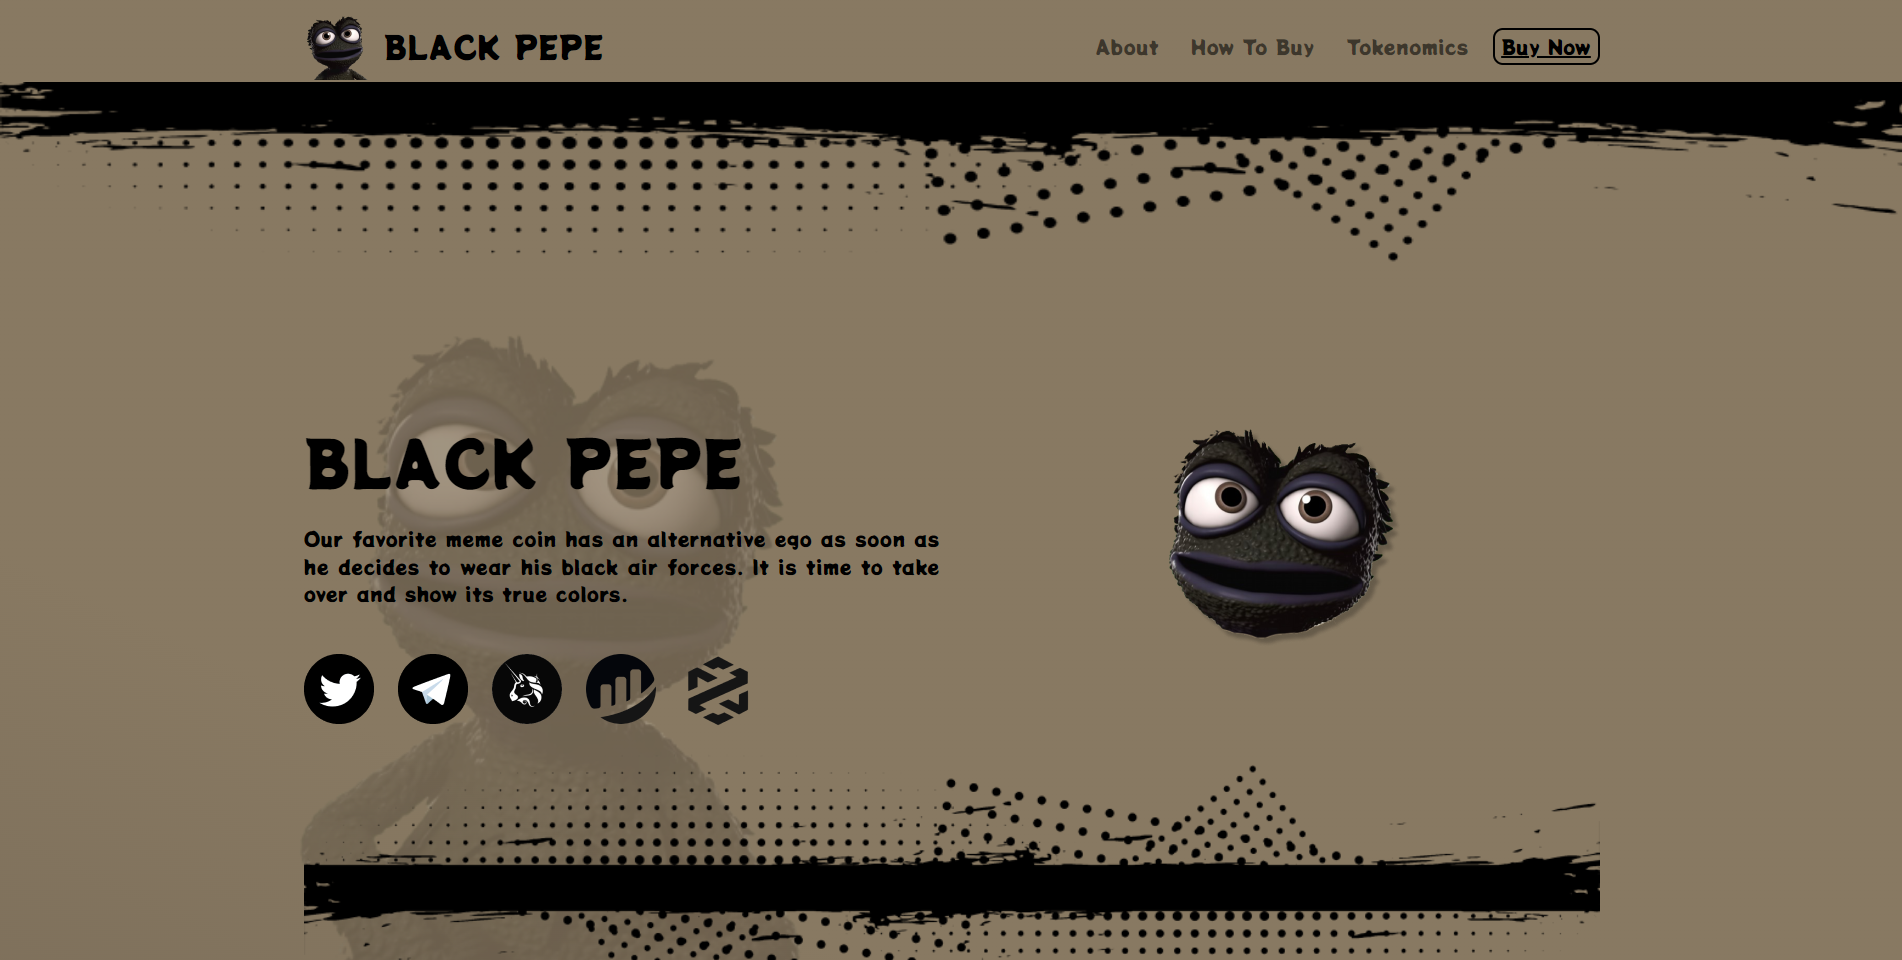 BLACK PEPE
About
How To Buy
Tokenomics
Buy Now
BLACK PEPE
Our favorite meme coin has an alternative ego as soon as
he decides to wear his black air forces. It is time to take
over and show its true colors.